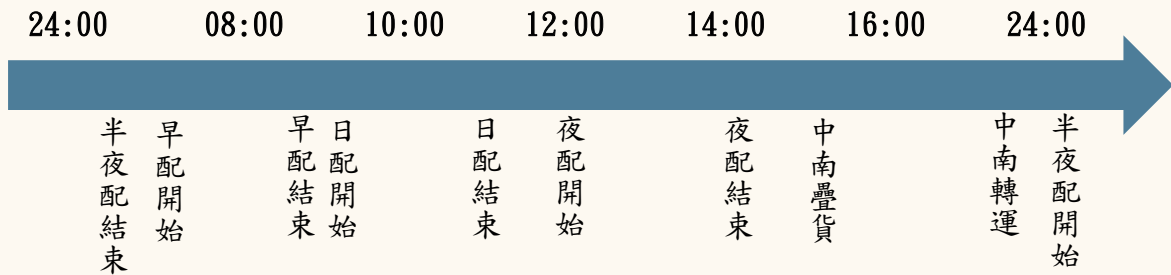 24:00 08:00 10:00 12:00 14:00 16:00 24:00
半夜配結束
早配開始
早配結束
日配開始
日配結束
夜配開始
夜配結束
中南疊貨
中南轉運
半夜配開始